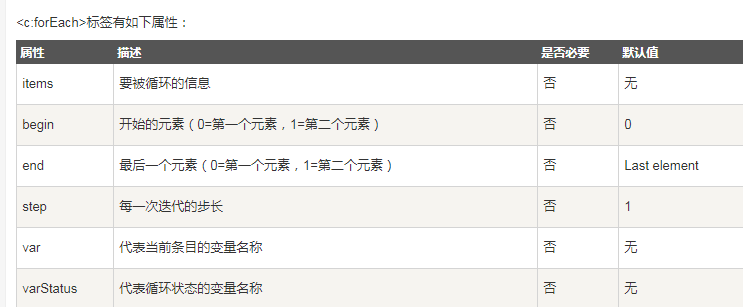 <c:forEach>标签有如下属性：
属性 描述 是否必要 默认值
items 要被循环的信息 否 无
begin 开始的元素（0=第一个元素，1=第二个元素） 否 0
end 最后一个元素（0=第一个元素，1=第二个元素） 否 Last element
step 每一次迭代的步长 否 1
var 代表当前条目的变量名称 否 无
varStatus 代表循环状态的变量名称 否 无